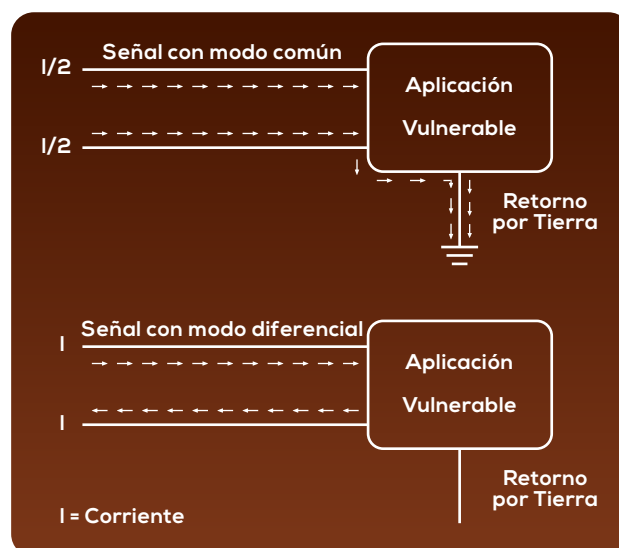 Señal con modo común
I/2
I/2
Aplicación
Vulnerable
Retorno
por Tierra
Señal con modo diferencial
I
I
Aplicación
Vulnerable
Retorno
por Tierra
I = Corriente